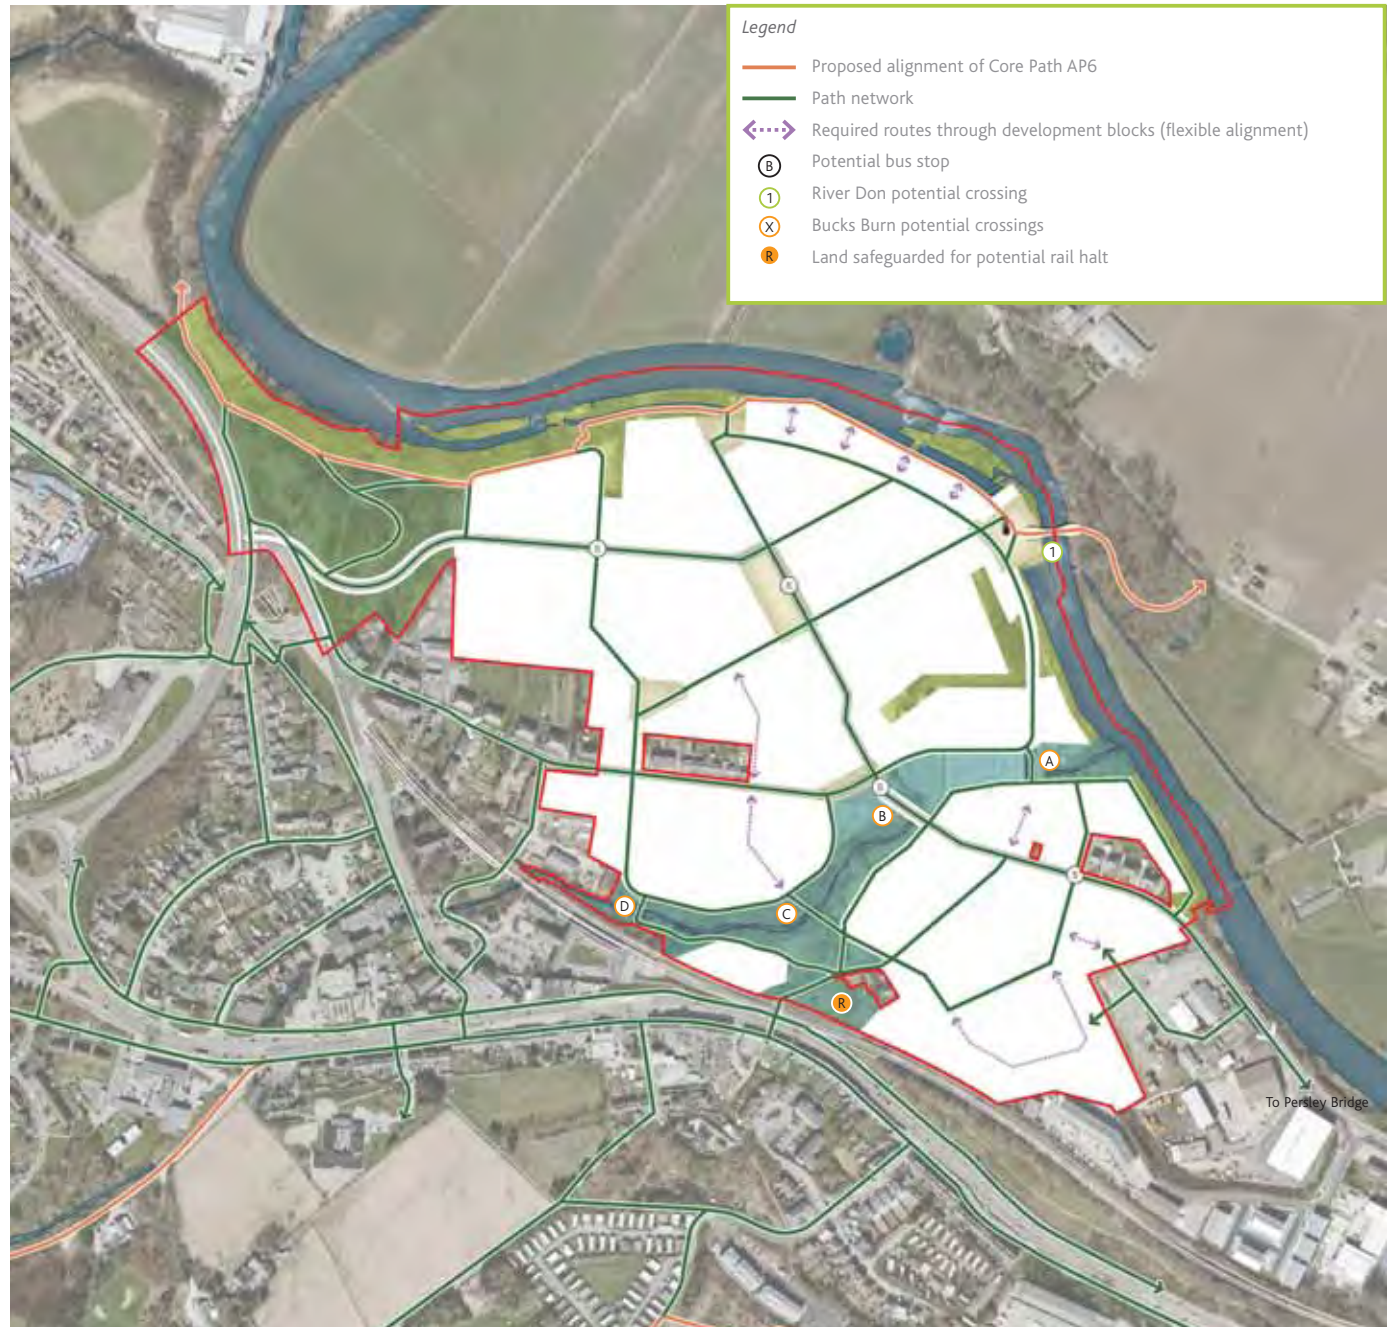 Legend
Proposed alignment of Core Path AP6
Path network
Required routes through development blocks (flexible alignment)
B Potential bus stop
1 River Don potential crossing
X Bucks Burn potential crossings
R Land safeguarded for potential rail halt
1
A
B
D
C
R
To Persley Bridge